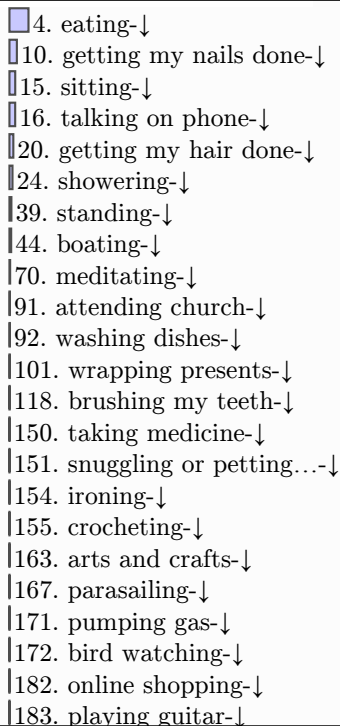 4. eating-↓
10. getting my nails done-↓
15. sitting-↓
16. talking on phone-↓
20. getting my hair done-↓
24. showering-↓
39. standing-↓
44. boating-↓
70. meditating-↓
91. attending church-↓
92. washing dishes-↓
101. wrapping presents-↓
118. brushing my teeth-↓
150. taking medicine-↓
151. snuggling or petting…-↓
154. ironing-↓
155. crocheting-↓
163. arts and crafts-↓
167. parasailing-↓
171. pumping gas-↓
172. bird watching-↓
182. online shopping-↓
183. playing guitar-↓